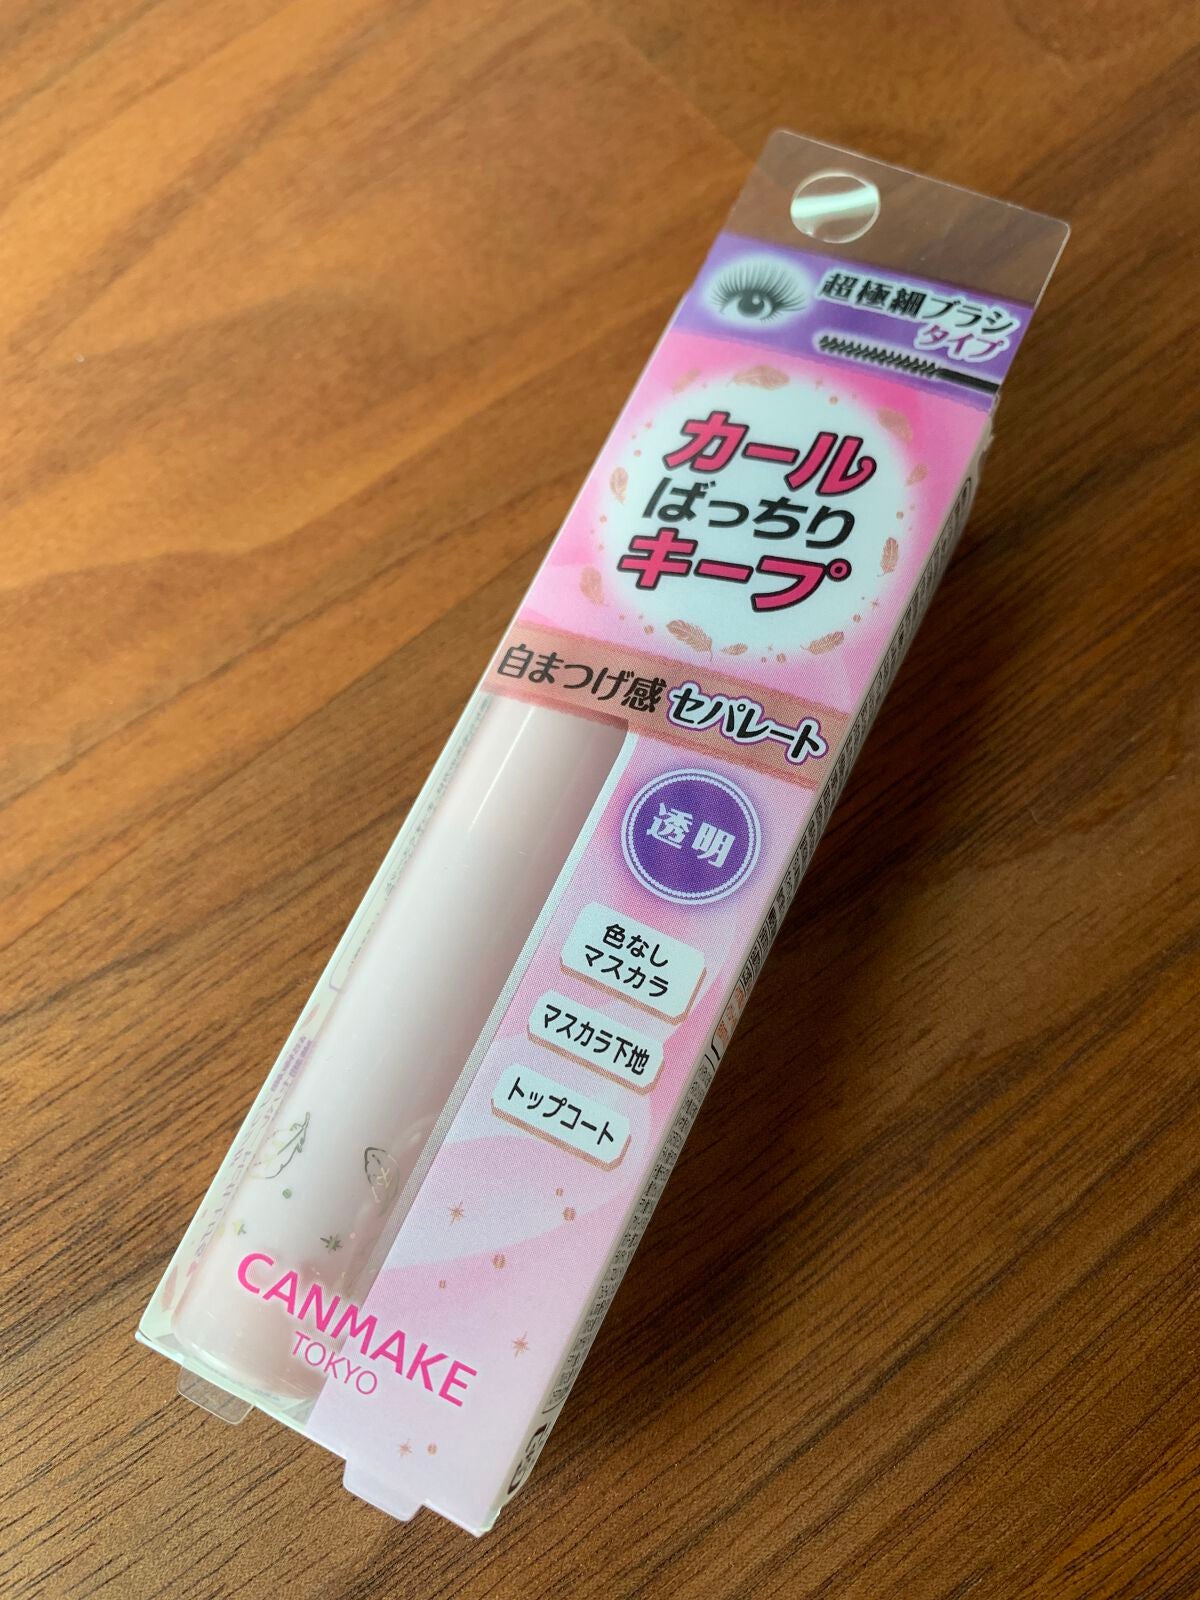 超極細ブラシ
タイプ
カール
ばっちり
キープ
自まつげ感 セパレート
透明
色なし
マスカラ
マスカラ下地
トップコート
CANMAKE
TOKYO